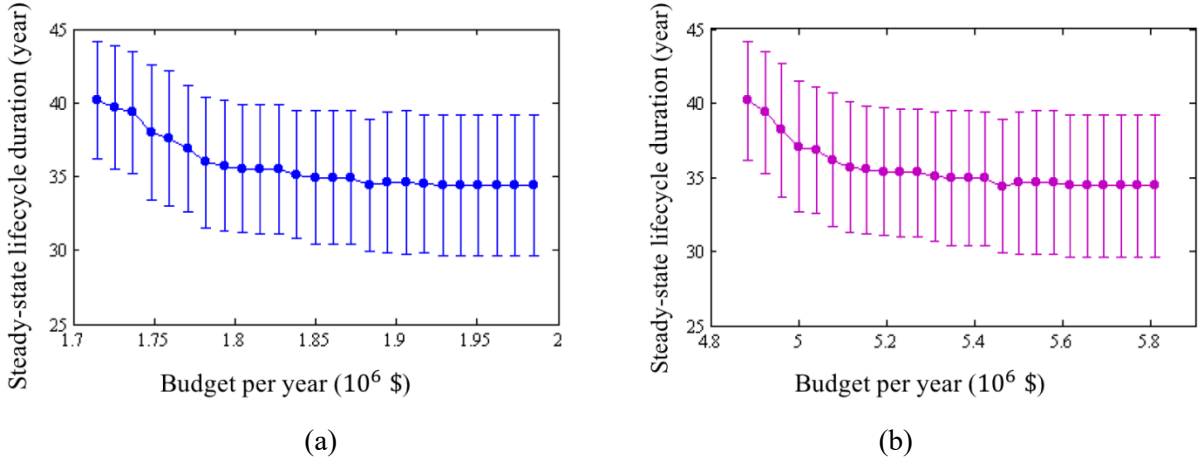 Steady-state lifecycle duration (year)
45
40
35
30
25
1.7 1.75 1.8 1.85 1.9 1.95 2
Budget per year (10⁶ $)
(a)
Steady-state lifecycle duration (year)
45
40
35
30
25
4.8 5 5.2 5.4 5.6 5.8
Budget per year (10⁶ $)
(b)